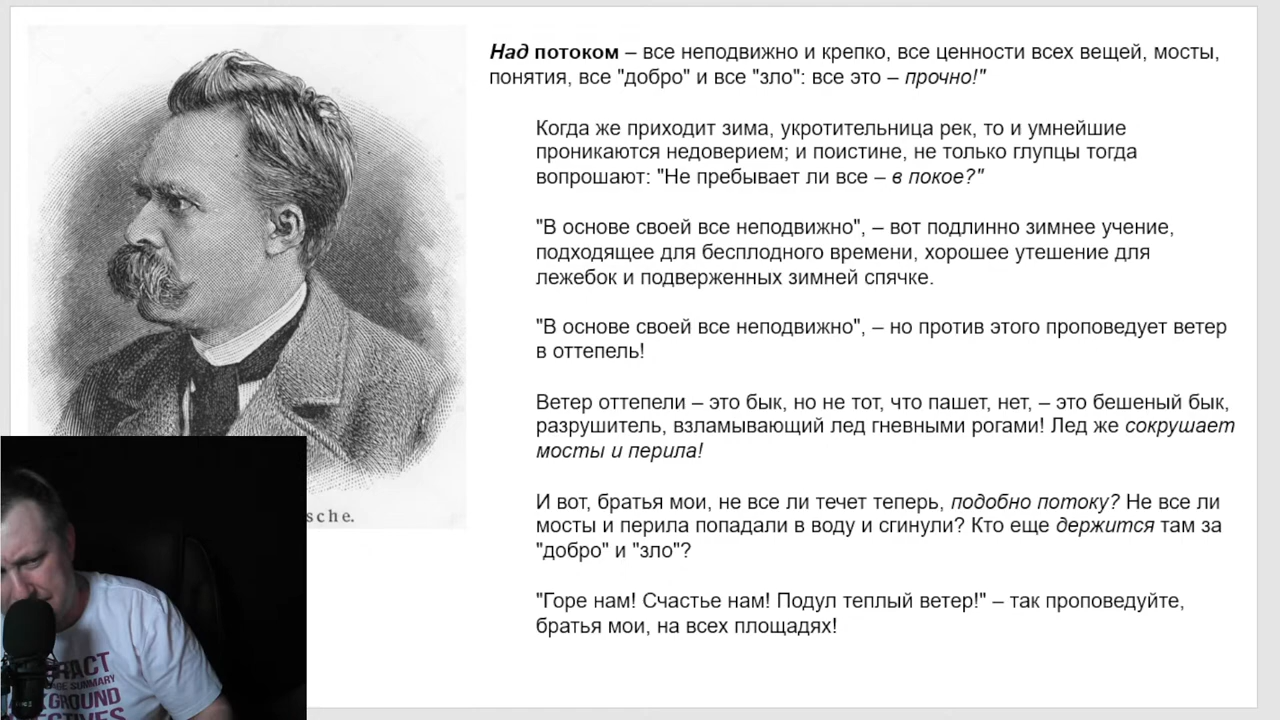 Над потоком – все неподвижно и крепко, все ценности всех вещей, мосты,
понятия, все "добро" и все "зло": все это – прочно!"
Когда же приходит зима, укротительница рек, то и умнейшие
проникаются недоверием; и поистине, не только глупцы тогда
вопрошают: "Не пребывает ли все – в покое?"
"В основе своей все неподвижно", – вот подлинно зимнее учение,
подходящее для бесплодного времени, хорошее утешение для
лежебок и подверженных зимней спячке.
"В основе своей все неподвижно", – но против этого проповедует ветер
в оттепель!
Ветер оттепели – это бык, но не тот, что пашет, нет, – это бешеный бык,
разрушитель, взламывающий лед гневными рогами! Лед же сокрушает
мосты и перила!
И вот, братья мои, не все ли течет теперь, подобно потоку? Не все ли
мосты и перила попадали в воду и сгинули? Кто еще держится там за
"добро" и "зло"?
"Горе нам! Счастье нам! Подул теплый ветер!" – так проповедуйте,
братья мои, на всех площадях!
sche.
SUMMARY